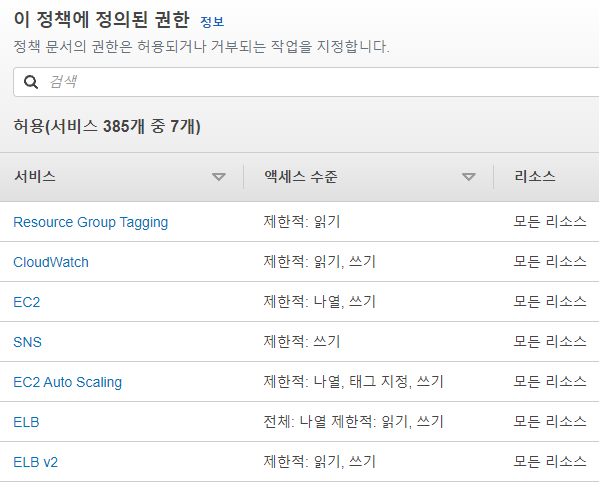 이 정책에 정의된 권한 정보
정책 문서의 권한은 허용되거나 거부되는 작업을 지정합니다.
검색
허용(서비스 385개 중 7개)
서비스 액세스 수준 리소스
Resource Group Tagging 제한적: 읽기 모든 리소스
CloudWatch 제한적: 읽기, 쓰기 모든 리소스
EC2 제한적: 나열, 쓰기 모든 리소스
SNS 제한적: 쓰기 모든 리소스
EC2 Auto Scaling 제한적: 나열, 태그 지정, 쓰기 모든 리소스
ELB 전체: 나열 제한적: 읽기, 쓰기 모든 리소스
ELB v2 제한적: 읽기, 쓰기 모든 리소스